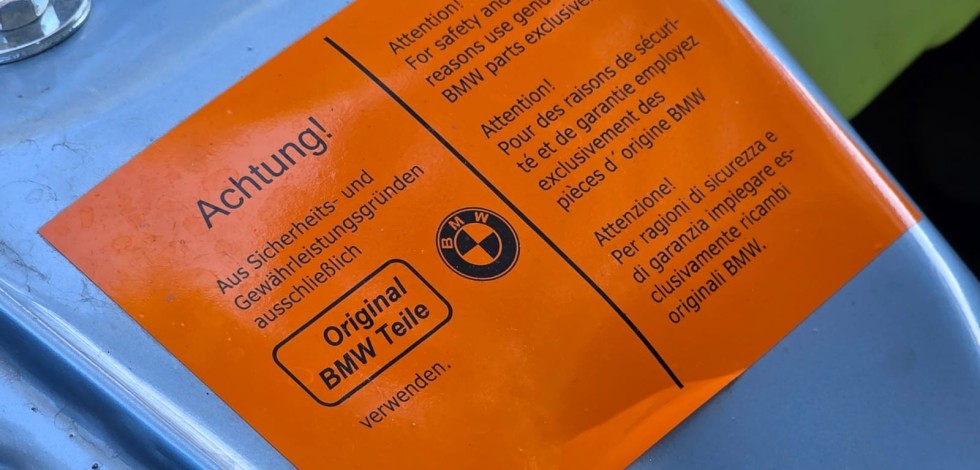 Achtung!
Aus Sicherheits- und
Gewährleistungsgründen
ausschließlich
Original
BMW Teile
verwenden.
BMW
Attention!
For safety and
reasons use
BMW parts
Attention!
Pour des raisons de sécuri-
té et de garantie employez
exclusivement des
pièces d' origine BMW
Attenzione!
Per ragioni di sicurezza e
di garanzia impiegare es-
clusivamente ricambi
originali BMW.